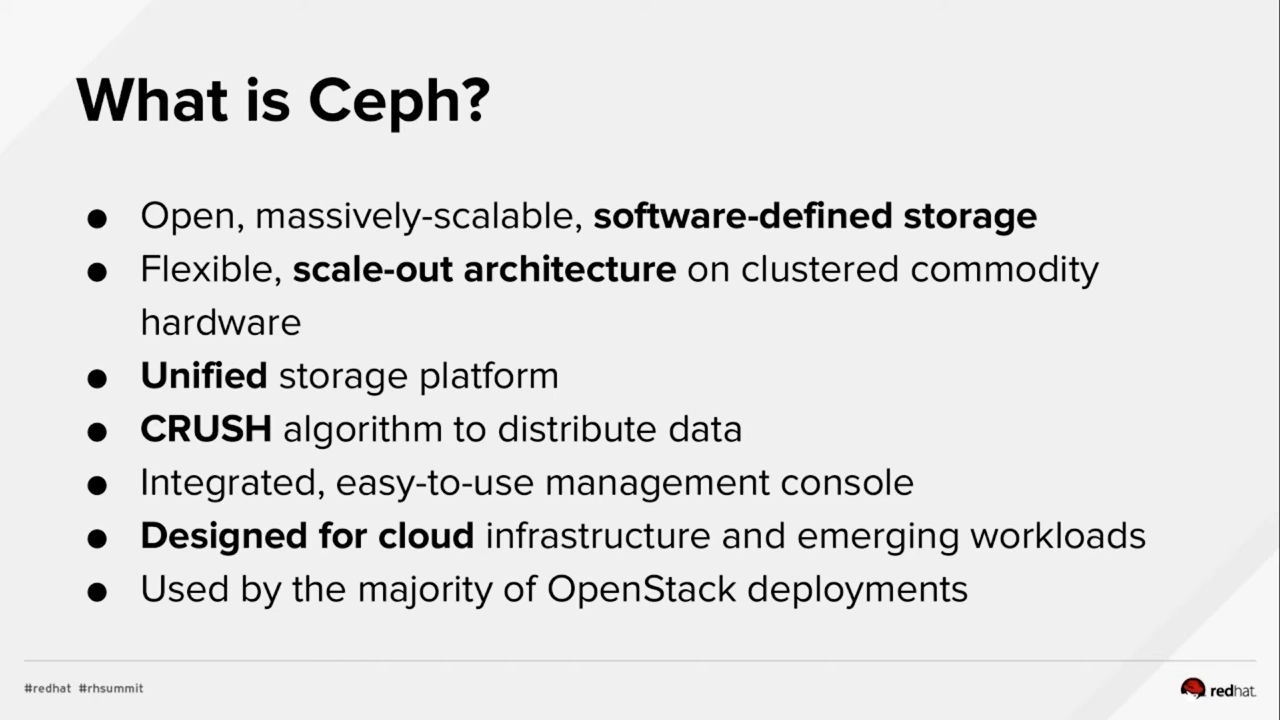 What is Ceph?
● Open, massively-scalable, software-defined storage
● Flexible, scale-out architecture on clustered commodity
hardware
● Unified storage platform
● CRUSH algorithm to distribute data
● Integrated, easy-to-use management console
● Designed for cloud infrastructure and emerging workloads
● Used by the majority of OpenStack deployments
#redhat #rhsummit
redhat.